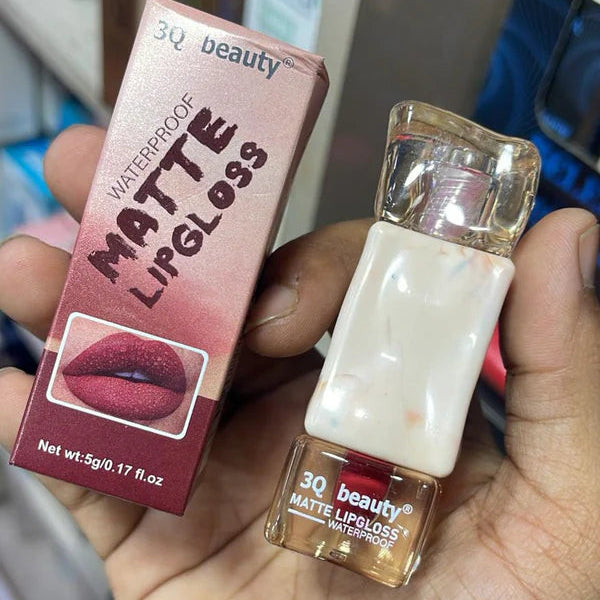 3Q beauty®
WATERPROOF
MATTE
LIPGLOSS
Net wt:5g/0.17 fl.oz
3Q beauty®
MATTE LIPGLOSS
WATERPROOF